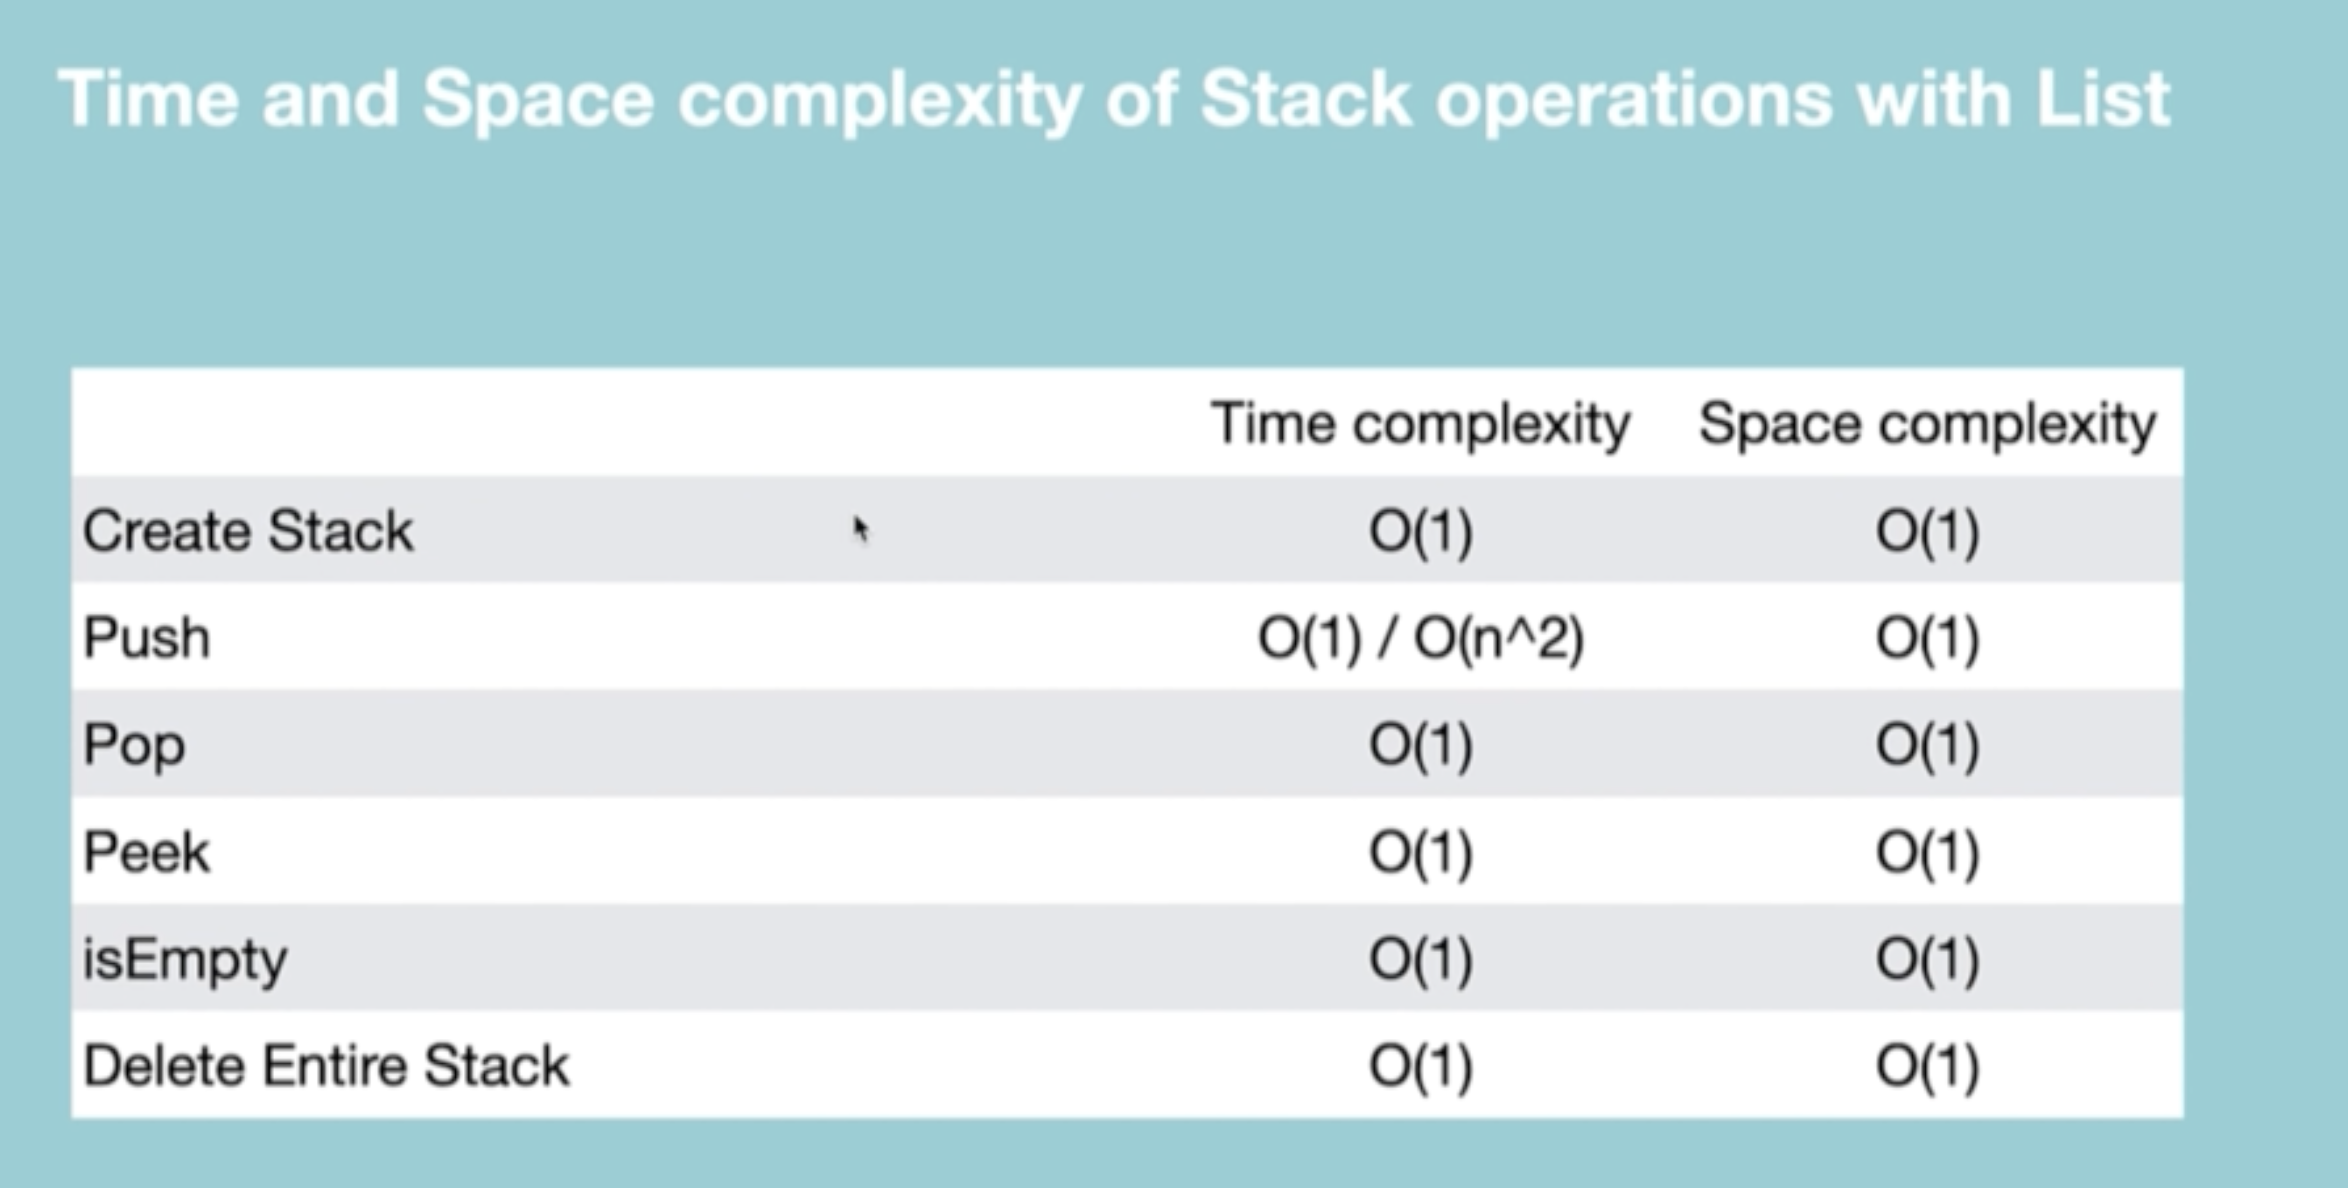 Time and Space complexity of Stack operations with List
Time complexity Space complexity
Create Stack O(1) O(1)
Push O(1) / O(n^2) O(1)
Pop O(1) O(1)
Peek O(1) O(1)
isEmpty O(1) O(1)
Delete Entire Stack O(1) O(1)